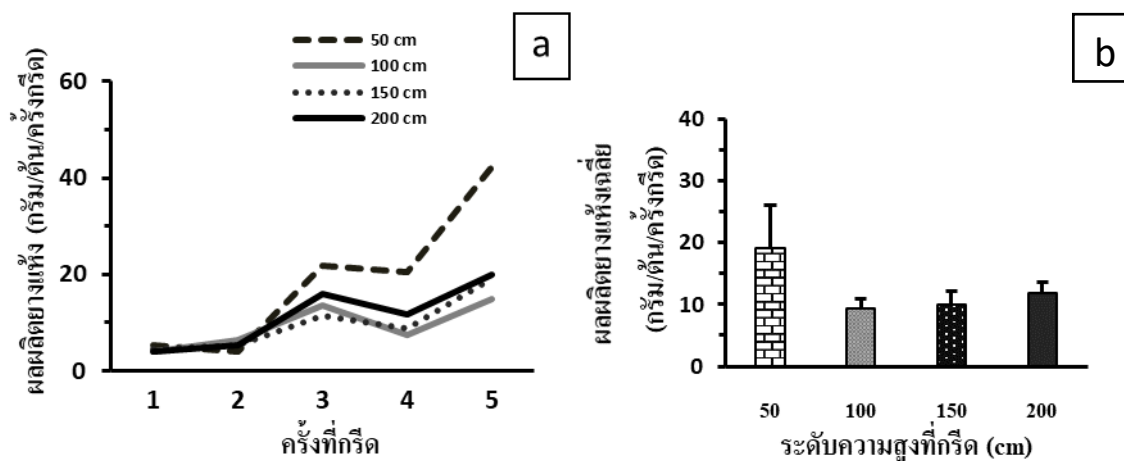 50 cm
100 cm
150 cm
200 cm
a
60
40
20
0
ผลผลิตยางแห้ง (กรัม/ต้น/ครั้งกรีด)
1 2 3 4 5
ครั้งที่กรีด
b
40
30
20
10
0
ผลผลิตยางแห้งเฉลี่ย
(กรัม/ต้น/ครั้งกรีด)
50 100 150 200
ระดับความสูงที่กรีด (cm)